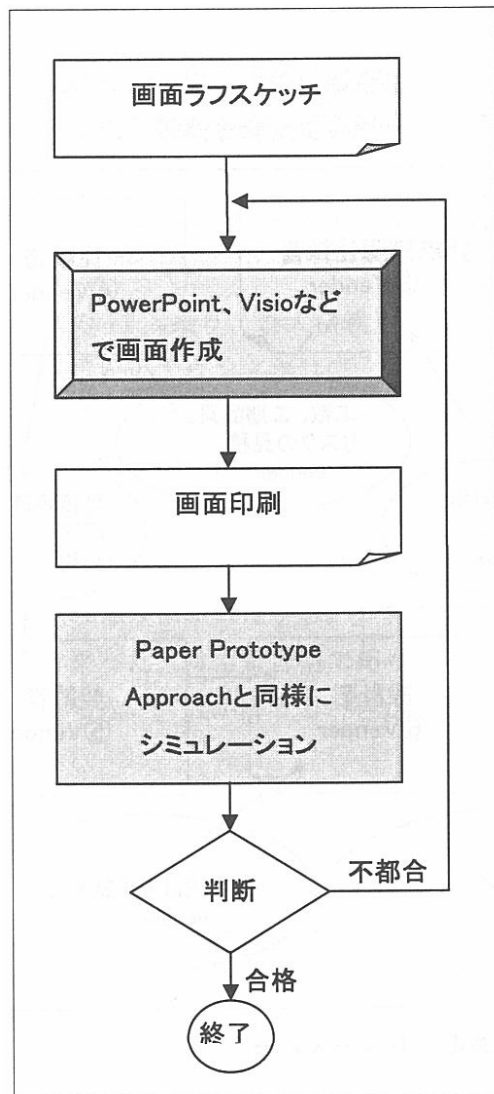 画面ラフスケッチ
PowerPoint、Visioなど
で画面作成
画面印刷
Paper Prototype
Approachと同様に
シミュレーション
判断
不都合
合格
終了